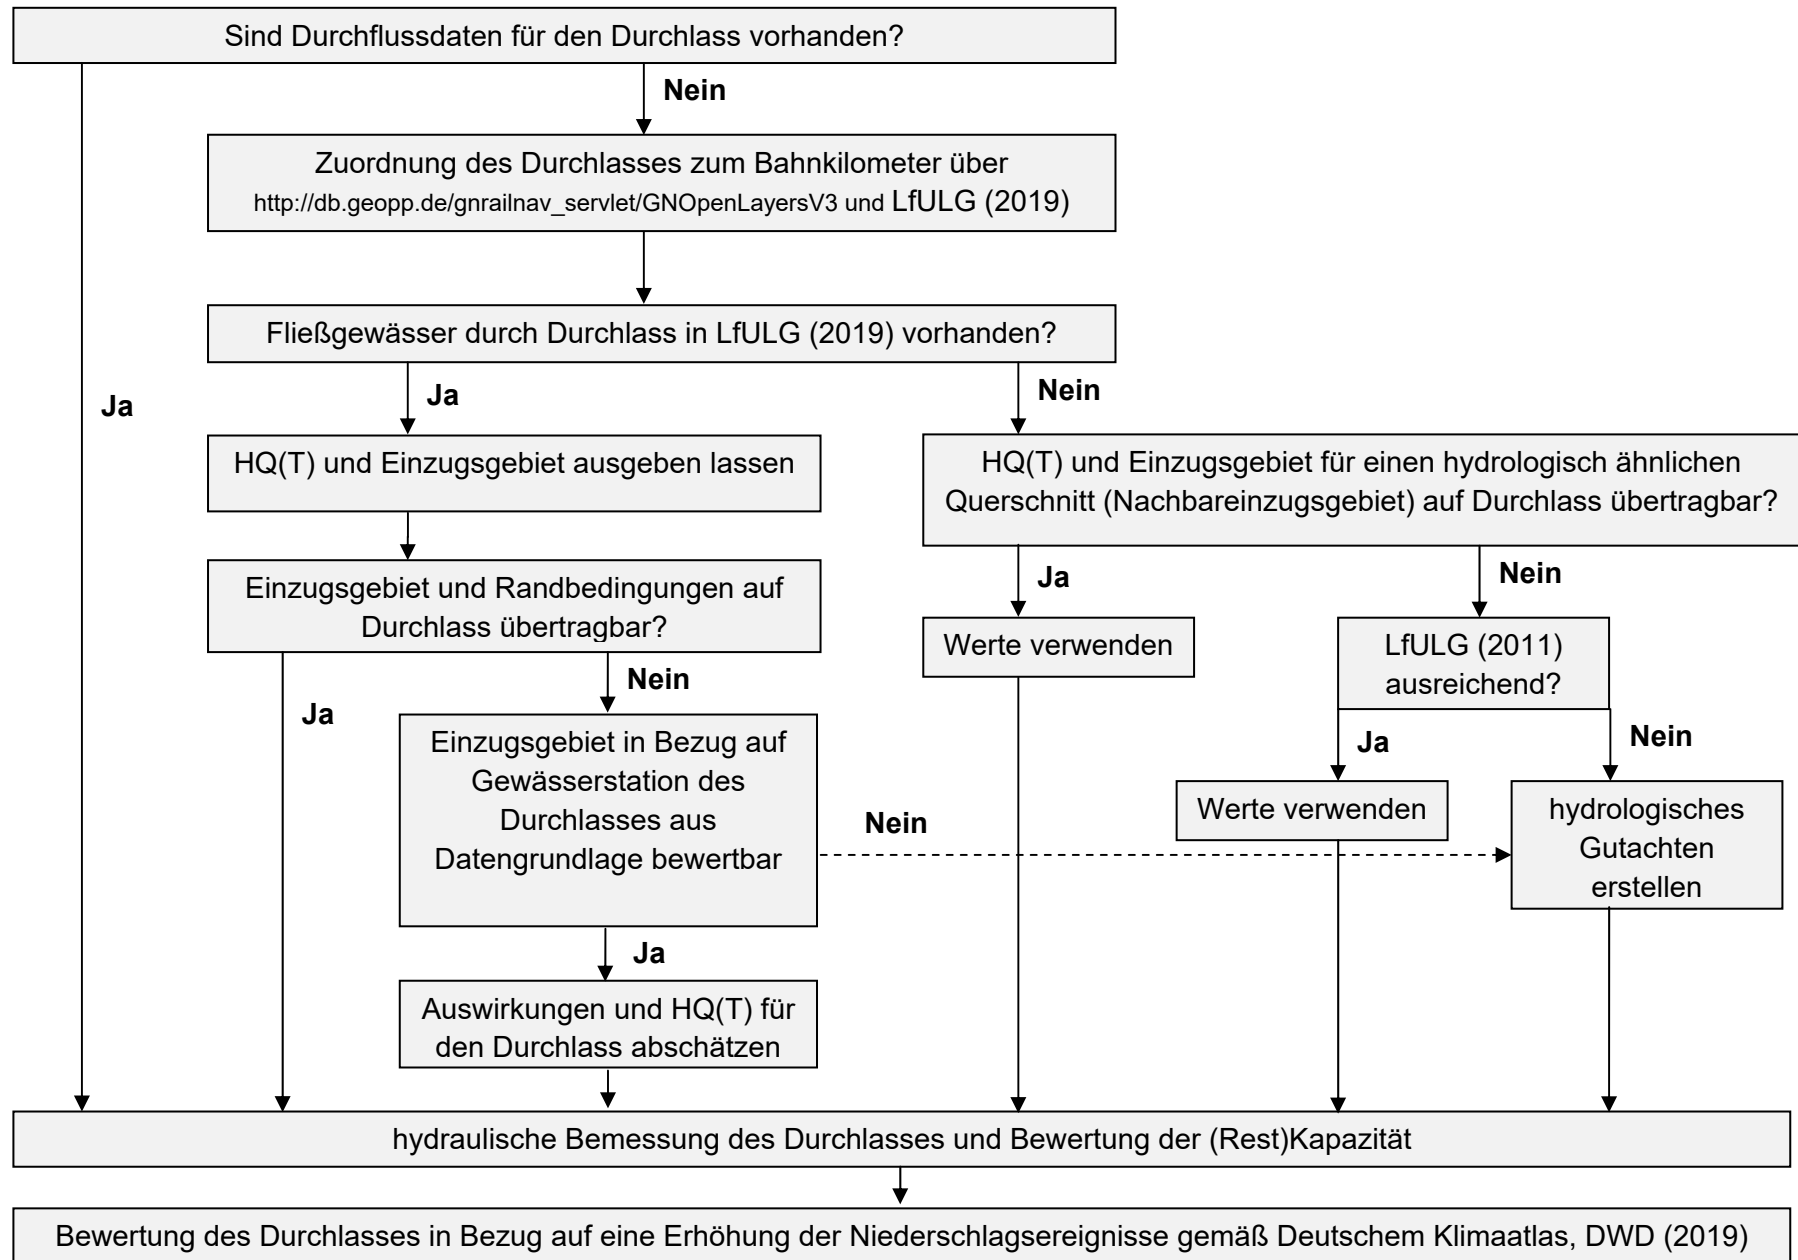 Sind Durchflussdaten für den Durchlass vorhanden?
Nein
Zuordnung des Durchlasses zum Bahnkilometer über
http://db.geopp.de/gnrailnav_servlet/GNOpenLayersV3 und LfULG (2019)
Fließgewässer durch Durchlass in LfULG (2019) vorhanden?
Ja
Ja
Nein
HQ(T) und Einzugsgebiet ausgeben lassen
HQ(T) und Einzugsgebiet für einen hydrologisch ähnlichen
Querschnitt (Nachbareinzugsgebiet) auf Durchlass übertragbar?
Einzugsgebiet und Randbedingungen auf
Durchlass übertragbar?
Ja
Nein
Werte verwenden
LfULG (2011)
ausreichend?
Nein
Ja
Einzugsgebiet in Bezug auf
Gewässerstation des
Durchlasses aus
Datengrundlage bewertbar
Nein
Ja
Nein
Werte verwenden
hydrologisches
Gutachten
erstellen
Ja
Auswirkungen und HQ(T) für
den Durchlass abschätzen
hydraulische Bemessung des Durchlasses und Bewertung der (Rest)Kapazität
Bewertung des Durchlasses in Bezug auf eine Erhöhung der Niederschlagsereignisse gemäß Deutschem Klimaatlas, DWD (2019)